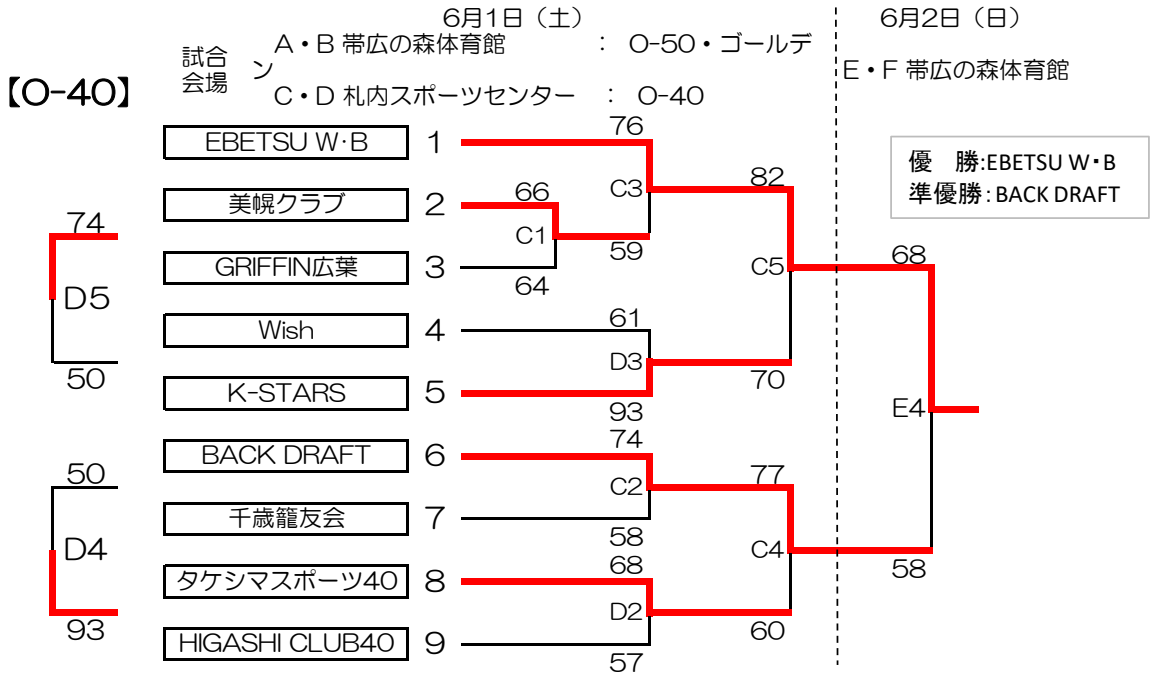 6月1日（土）
6月2日（日）
試合会場
A・B 帯広の森体育館 ： O-50・ゴールデン
E・F 帯広の森体育館
【O-40】
C・D 札内スポーツセンター ： O-40
76
EBETSU W･B 1
優　勝:EBETSU W・B
準優勝：BACK DRAFT
C3
82
66
美幌クラブ 2
74
C1
59
GRIFFIN広葉 3
64
C5
68
D5
61
Wish 4
D3
50
70
K-STARS 5
93
E4
74
BACK DRAFT 6
50
77
C2
千歳籠友会 7
58
D4
C4
68
58
タケシマスポーツ40 8
D2
93
60
HIGASHI CLUB40 9
57